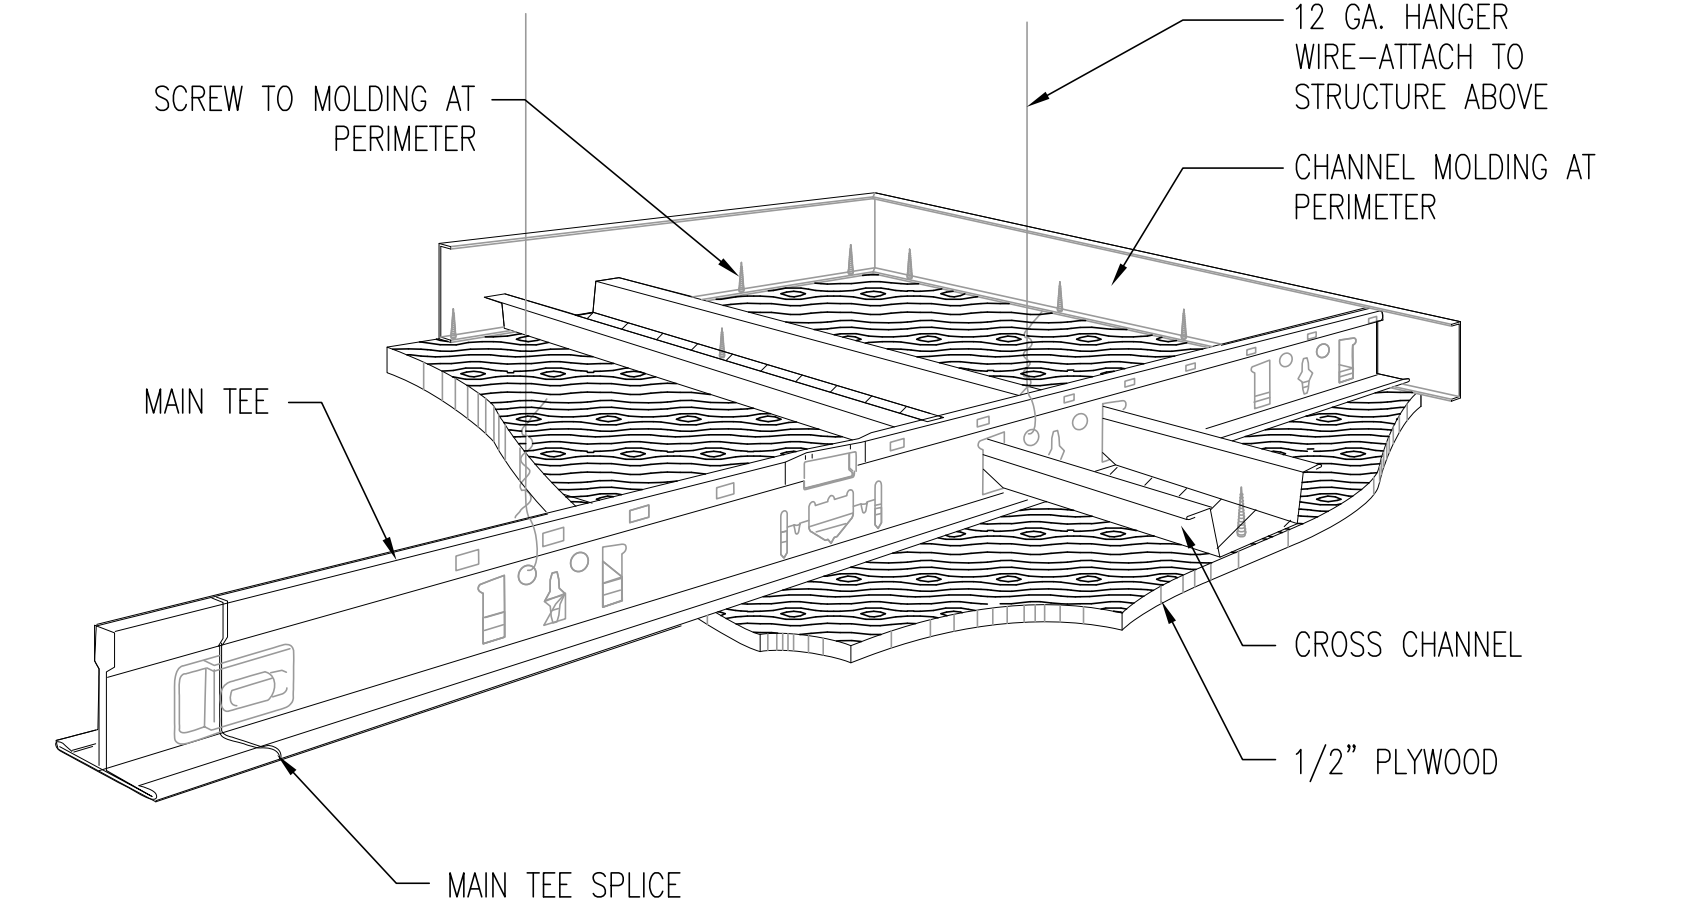 12 GA. HANGER
WIRE-ATTACH TO
STRUCTURE ABOVE
SCREW TO MOLDING AT
PERIMETER
CHANNEL MOLDING AT
PERIMETER
MAIN TEE
CROSS CHANNEL
1/2” PLYWOOD
MAIN TEE SPLICE